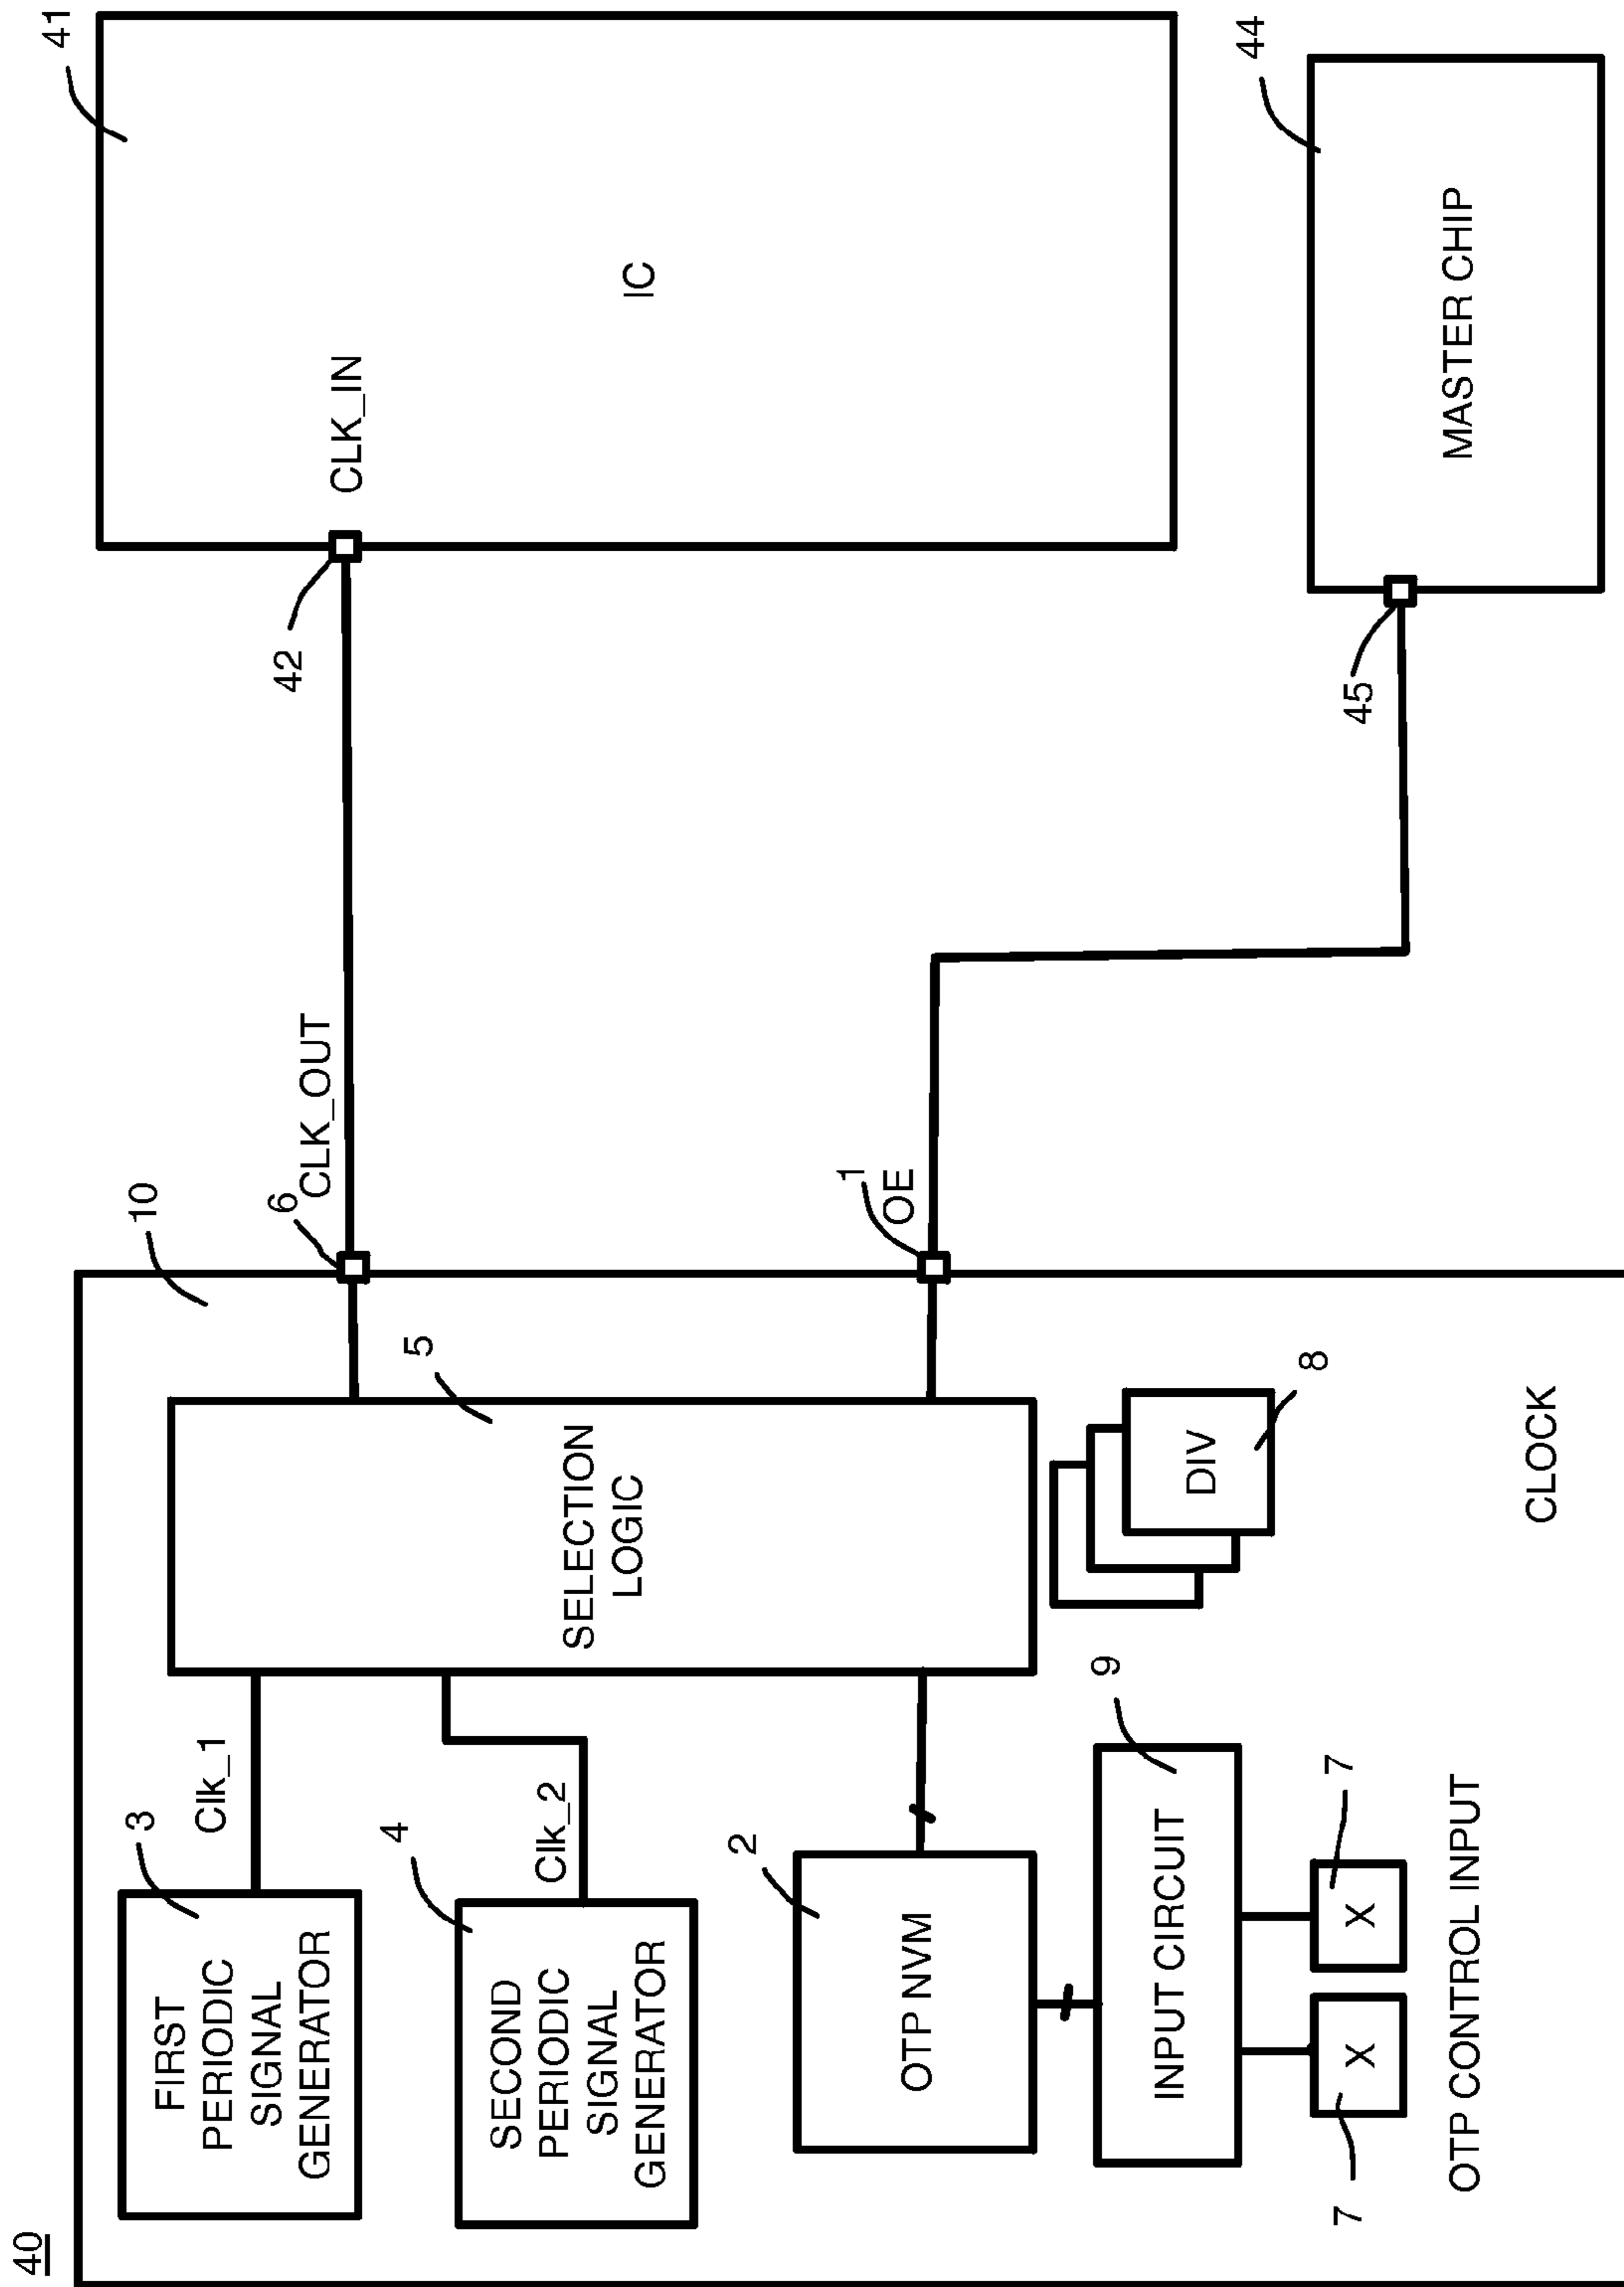 40
10
41
3
FIRST
PERIODIC
SIGNAL
GENERATOR
Clk_1
4
SECOND
PERIODIC
SIGNAL
GENERATOR
Clk_2
5
SELECTION
LOGIC
6
CLK_OUT
42
CLK_IN
IC
2
OTP NVM
1
OE
9
INPUT CIRCUIT
DIV
8
7
X
X
7
OTP CONTROL INPUT
CLOCK
45
44
MASTER CHIP